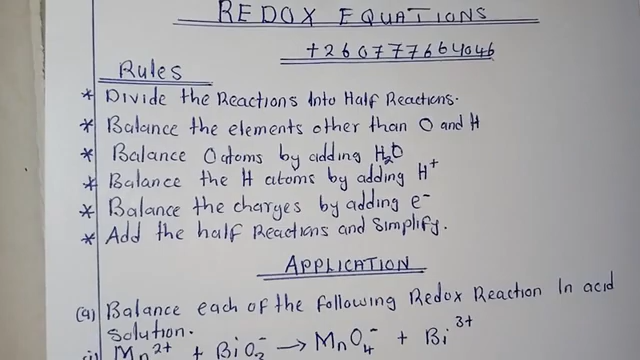 REDOX EQUATIONS
+260777664046
Rules
* Divide the Reactions Into Half Reactions.
* Balance the elements other than O and H
* Balance O atoms by adding H₂O
* Balance the H atoms by adding H⁺
* Balance the charges by adding e⁻
* Add the half Reactions and Simplify.
APPLICATION
(a) Balance each of the following Redox Reaction In acid
Solution.
(i) Mn²⁺ + BiO₃⁻ → MnO₄⁻ + Bi³⁺